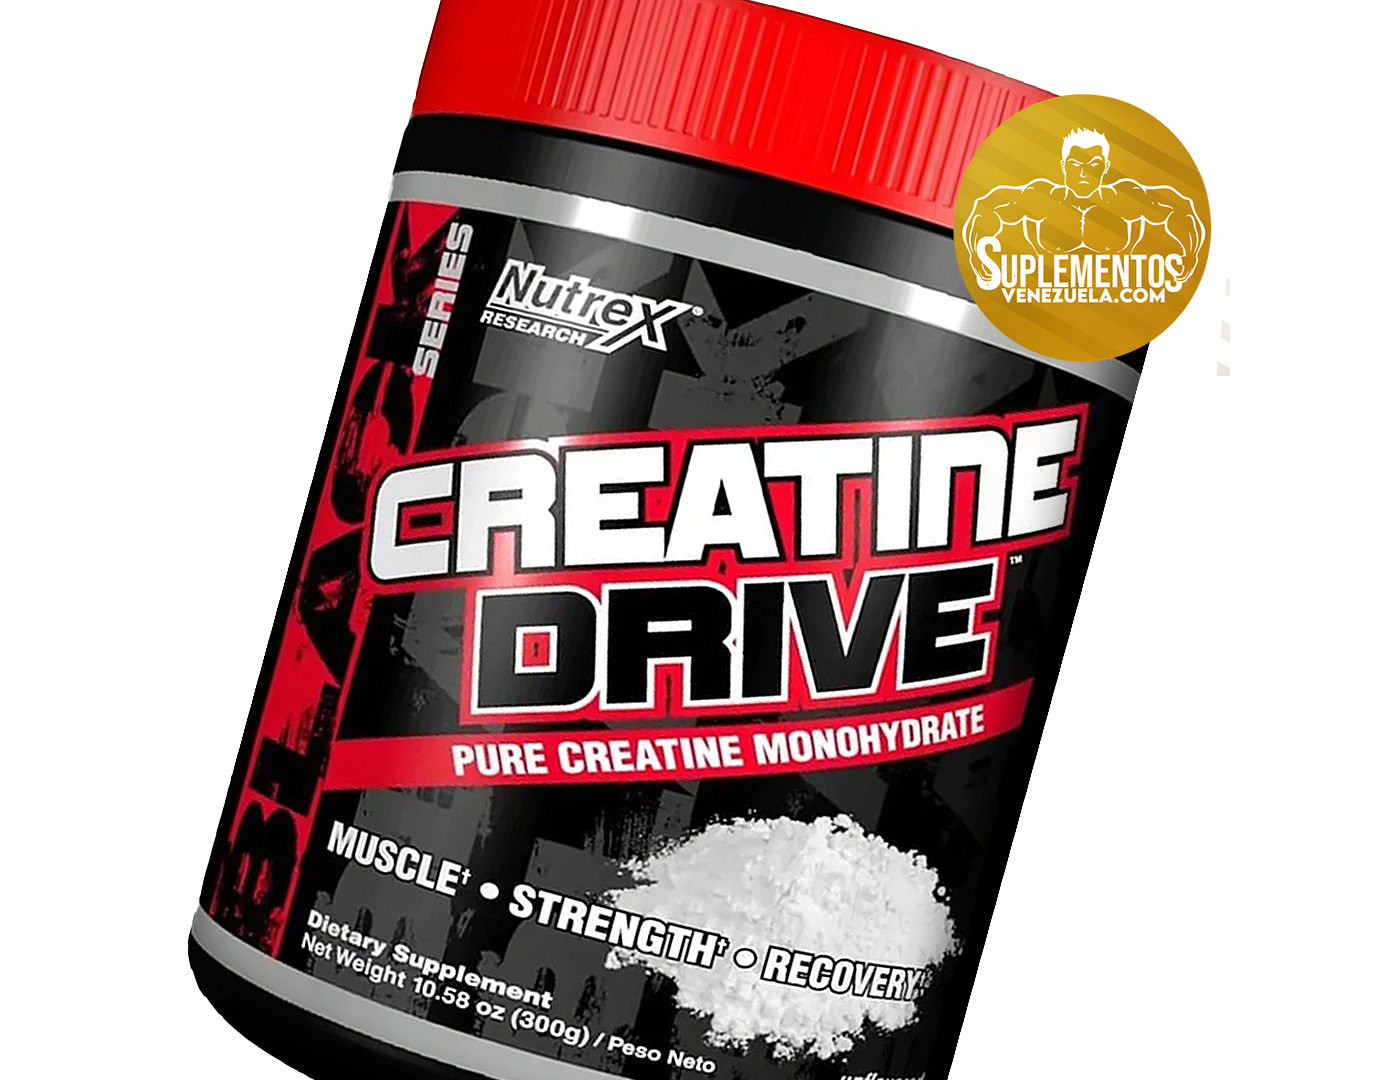 SUPLEMENTOS
VENEZUELA.COM
BLACK
SERIES
Nutrex®
RESEARCH
CREATINE
DRIVE™
PURE CREATINE MONOHYDRATE
MUSCLE† • STRENGTH† • RECOVERY†
Dietary Supplement
Net Weight 10.58 oz (300g) / Peso Neto